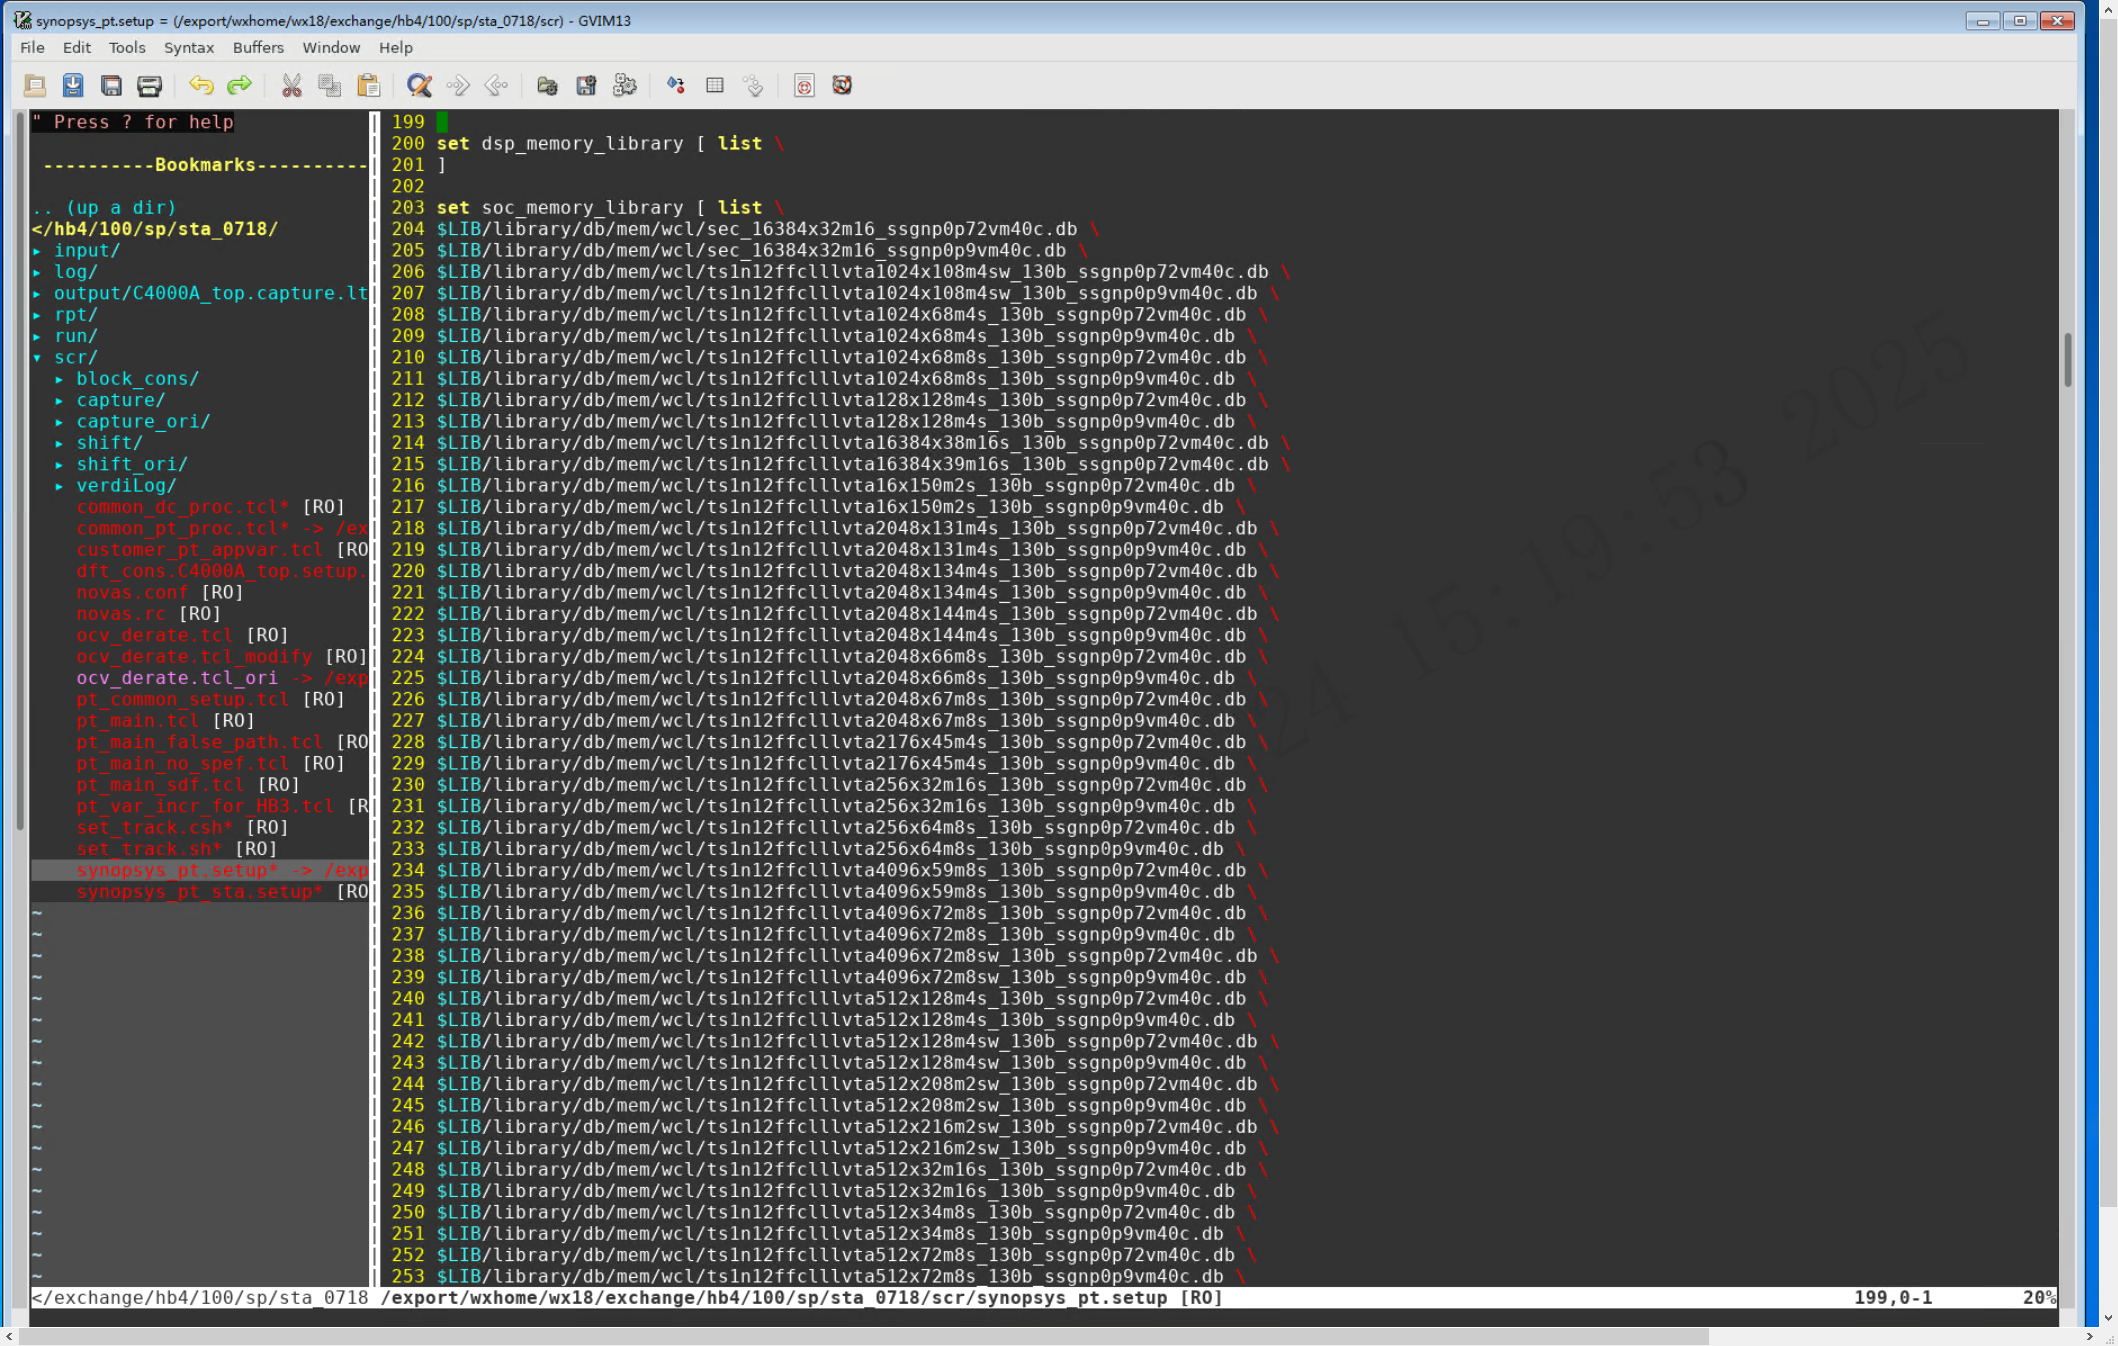 synopsys_pt.setup = (/export/wxhome/wx18/exchange/hb4/100/sp/sta_0718/scr) - GVIM13
File Edit Tools Syntax Buffers Window Help
" Press ? for help
----------Bookmarks----------
.. (up a dir)
</hb4/100/sp/sta_0718/
▸ input/
▸ log/
▸ output/C4000A_top.capture.lt
▸ rpt/
▸ run/
▾ scr/
▸ block_cons/
▸ capture/
▸ capture_ori/
▸ shift/
▸ shift_ori/
▸ verdiLog/
common_dc_proc.tcl* [RO]
common_pt_proc.tcl* -> /ex
customer_pt_appvar.tcl [RO
dft_cons.C4000A_top.setup.
novas.conf [RO]
novas.rc [RO]
ocv_derate.tcl [RO]
ocv_derate.tcl_modify [RO]
ocv_derate.tcl_ori -> /exp
pt_common_setup.tcl [RO]
pt_main.tcl [RO]
pt_main_false_path.tcl [RO
pt_main_no_spef.tcl [RO]
pt_main_sdf.tcl [RO]
pt_var_incr_for_HB3.tcl [R
set_track.csh* [RO]
set_track.sh* [RO]
synopsys_pt.setup* -> /exp
synopsys_pt_sta.setup* [RO
199
200 set dsp_memory_library [ list \
201 ]
202
203 set soc_memory_library [ list \
204 $LIB/library/db/mem/wcl/sec_16384x32m16_ssgnp0p72vm40c.db \
205 $LIB/library/db/mem/wcl/sec_16384x32m16_ssgnp0p9vm40c.db \
206 $LIB/library/db/mem/wcl/ts1n12ffclllvta1024x108m4sw_130b_ssgnp0p72vm40c.db \
207 $LIB/library/db/mem/wcl/ts1n12ffclllvta1024x108m4sw_130b_ssgnp0p9vm40c.db \
208 $LIB/library/db/mem/wcl/ts1n12ffclllvta1024x68m4s_130b_ssgnp0p72vm40c.db \
209 $LIB/library/db/mem/wcl/ts1n12ffclllvta1024x68m4s_130b_ssgnp0p9vm40c.db \
210 $LIB/library/db/mem/wcl/ts1n12ffclllvta1024x68m8s_130b_ssgnp0p72vm40c.db \
211 $LIB/library/db/mem/wcl/ts1n12ffclllvta1024x68m8s_130b_ssgnp0p9vm40c.db \
212 $LIB/library/db/mem/wcl/ts1n12ffclllvta128x128m4s_130b_ssgnp0p72vm40c.db \
213 $LIB/library/db/mem/wcl/ts1n12ffclllvta128x128m4s_130b_ssgnp0p9vm40c.db \
214 $LIB/library/db/mem/wcl/ts1n12ffclllvta16384x38m16s_130b_ssgnp0p72vm40c.db \
215 $LIB/library/db/mem/wcl/ts1n12ffclllvta16384x39m16s_130b_ssgnp0p72vm40c.db \
216 $LIB/library/db/mem/wcl/ts1n12ffclllvta16x150m2s_130b_ssgnp0p72vm40c.db \
217 $LIB/library/db/mem/wcl/ts1n12ffclllvta16x150m2s_130b_ssgnp0p9vm40c.db \
218 $LIB/library/db/mem/wcl/ts1n12ffclllvta2048x131m4s_130b_ssgnp0p72vm40c.db \
219 $LIB/library/db/mem/wcl/ts1n12ffclllvta2048x131m4s_130b_ssgnp0p9vm40c.db \
220 $LIB/library/db/mem/wcl/ts1n12ffclllvta2048x134m4s_130b_ssgnp0p72vm40c.db \
221 $LIB/library/db/mem/wcl/ts1n12ffclllvta2048x134m4s_130b_ssgnp0p9vm40c.db \
222 $LIB/library/db/mem/wcl/ts1n12ffclllvta2048x144m4s_130b_ssgnp0p72vm40c.db \
223 $LIB/library/db/mem/wcl/ts1n12ffclllvta2048x144m4s_130b_ssgnp0p9vm40c.db \
224 $LIB/library/db/mem/wcl/ts1n12ffclllvta2048x66m8s_130b_ssgnp0p72vm40c.db \
225 $LIB/library/db/mem/wcl/ts1n12ffclllvta2048x66m8s_130b_ssgnp0p9vm40c.db \
226 $LIB/library/db/mem/wcl/ts1n12ffclllvta2048x67m8s_130b_ssgnp0p72vm40c.db \
227 $LIB/library/db/mem/wcl/ts1n12ffclllvta2048x67m8s_130b_ssgnp0p9vm40c.db \
228 $LIB/library/db/mem/wcl/ts1n12ffclllvta2176x45m4s_130b_ssgnp0p72vm40c.db \
229 $LIB/library/db/mem/wcl/ts1n12ffclllvta2176x45m4s_130b_ssgnp0p9vm40c.db \
230 $LIB/library/db/mem/wcl/ts1n12ffclllvta256x32m16s_130b_ssgnp0p72vm40c.db \
231 $LIB/library/db/mem/wcl/ts1n12ffclllvta256x32m16s_130b_ssgnp0p9vm40c.db \
232 $LIB/library/db/mem/wcl/ts1n12ffclllvta256x64m8s_130b_ssgnp0p72vm40c.db \
233 $LIB/library/db/mem/wcl/ts1n12ffclllvta256x64m8s_130b_ssgnp0p9vm40c.db \
234 $LIB/library/db/mem/wcl/ts1n12ffclllvta4096x59m8s_130b_ssgnp0p72vm40c.db \
235 $LIB/library/db/mem/wcl/ts1n12ffclllvta4096x59m8s_130b_ssgnp0p9vm40c.db \
236 $LIB/library/db/mem/wcl/ts1n12ffclllvta4096x72m8s_130b_ssgnp0p72vm40c.db \
237 $LIB/library/db/mem/wcl/ts1n12ffclllvta4096x72m8s_130b_ssgnp0p9vm40c.db \
238 $LIB/library/db/mem/wcl/ts1n12ffclllvta4096x72m8sw_130b_ssgnp0p72vm40c.db \
239 $LIB/library/db/mem/wcl/ts1n12ffclllvta4096x72m8sw_130b_ssgnp0p9vm40c.db \
240 $LIB/library/db/mem/wcl/ts1n12ffclllvta512x128m4s_130b_ssgnp0p72vm40c.db \
241 $LIB/library/db/mem/wcl/ts1n12ffclllvta512x128m4s_130b_ssgnp0p9vm40c.db \
242 $LIB/library/db/mem/wcl/ts1n12ffclllvta512x128m4sw_130b_ssgnp0p72vm40c.db \
243 $LIB/library/db/mem/wcl/ts1n12ffclllvta512x128m4sw_130b_ssgnp0p9vm40c.db \
244 $LIB/library/db/mem/wcl/ts1n12ffclllvta512x208m2sw_130b_ssgnp0p72vm40c.db \
245 $LIB/library/db/mem/wcl/ts1n12ffclllvta512x208m2sw_130b_ssgnp0p9vm40c.db \
246 $LIB/library/db/mem/wcl/ts1n12ffclllvta512x216m2sw_130b_ssgnp0p72vm40c.db \
247 $LIB/library/db/mem/wcl/ts1n12ffclllvta512x216m2sw_130b_ssgnp0p9vm40c.db \
248 $LIB/library/db/mem/wcl/ts1n12ffclllvta512x32m16s_130b_ssgnp0p72vm40c.db \
249 $LIB/library/db/mem/wcl/ts1n12ffclllvta512x32m16s_130b_ssgnp0p9vm40c.db \
250 $LIB/library/db/mem/wcl/ts1n12ffclllvta512x34m8s_130b_ssgnp0p72vm40c.db \
251 $LIB/library/db/mem/wcl/ts1n12ffclllvta512x34m8s_130b_ssgnp0p9vm40c.db \
252 $LIB/library/db/mem/wcl/ts1n12ffclllvta512x72m8s_130b_ssgnp0p72vm40c.db \
253 $LIB/library/db/mem/wcl/ts1n12ffclllvta512x72m8s_130b_ssgnp0p9vm40c.db \
24 15:19:53 2025
</exchange/hb4/100/sp/sta_0718 /export/wxhome/wx18/exchange/hb4/100/sp/sta_0718/scr/synopsys_pt.setup [RO] 199,0-1 20%